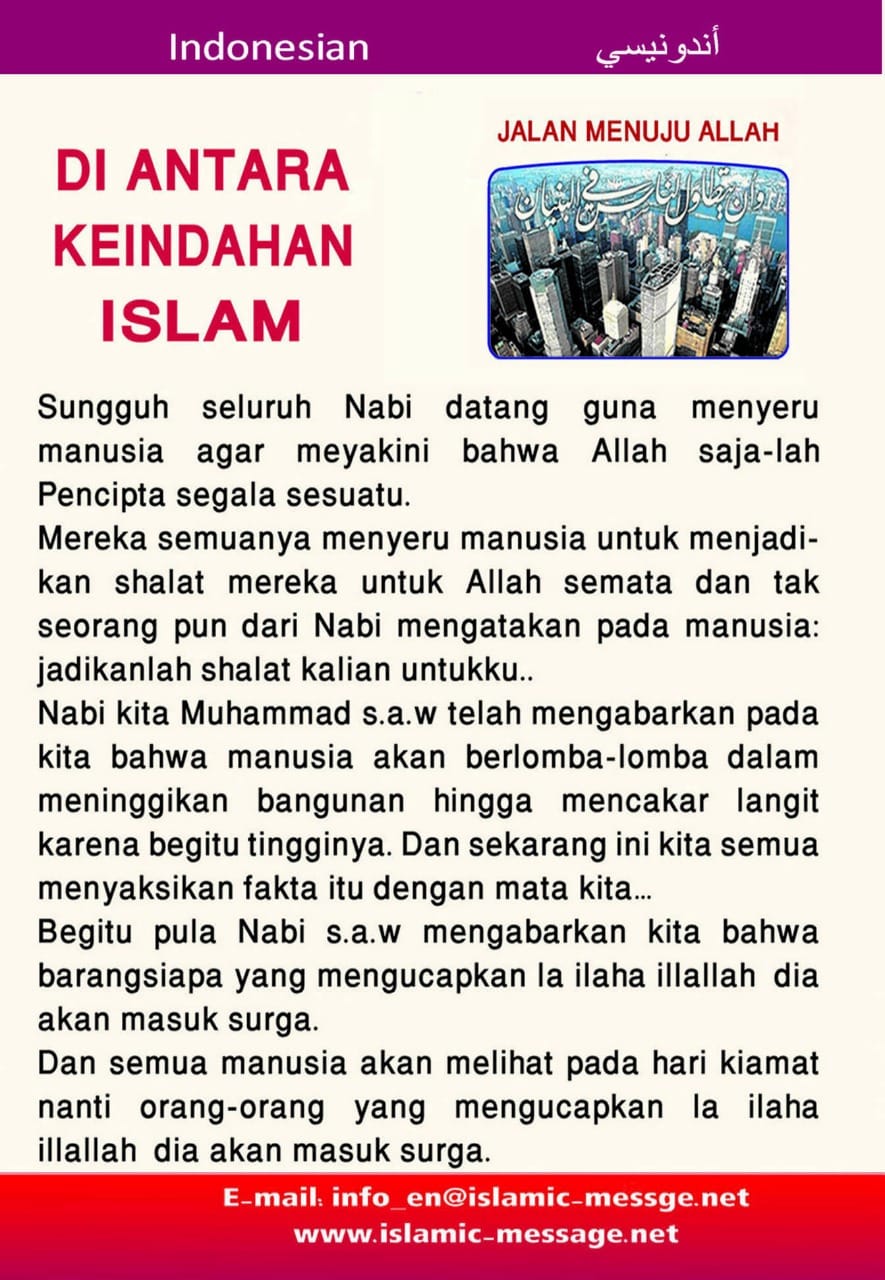 Indonesian أندونيسي
DI ANTARA
KEINDAHAN
ISLAM
JALAN MENUJU ALLAH
وأن يتطاول الناس في البنيان
Sungguh seluruh Nabi datang guna menyeru
manusia agar meyakini bahwa Allah saja-lah
Pencipta segala sesuatu.
Mereka semuanya menyeru manusia untuk menjadi-
kan shalat mereka untuk Allah semata dan tak
seorang pun dari Nabi mengatakan pada manusia:
jadikanlah shalat kalian untukku..
Nabi kita Muhammad s.a.w telah mengabarkan pada
kita bahwa manusia akan berlomba-lomba dalam
meninggikan bangunan hingga mencakar langit
karena begitu tingginya. Dan sekarang ini kita semua
menyaksikan fakta itu dengan mata kita...
Begitu pula Nabi s.a.w mengabarkan kita bahwa
barangsiapa yang mengucapkan la ilaha illallah dia
akan masuk surga.
Dan semua manusia akan melihat pada hari kiamat
nanti orang-orang yang mengucapkan la ilaha
illallah dia akan masuk surga.
E-mail: info_en@islamic-messge.net
www.islamic-message.net